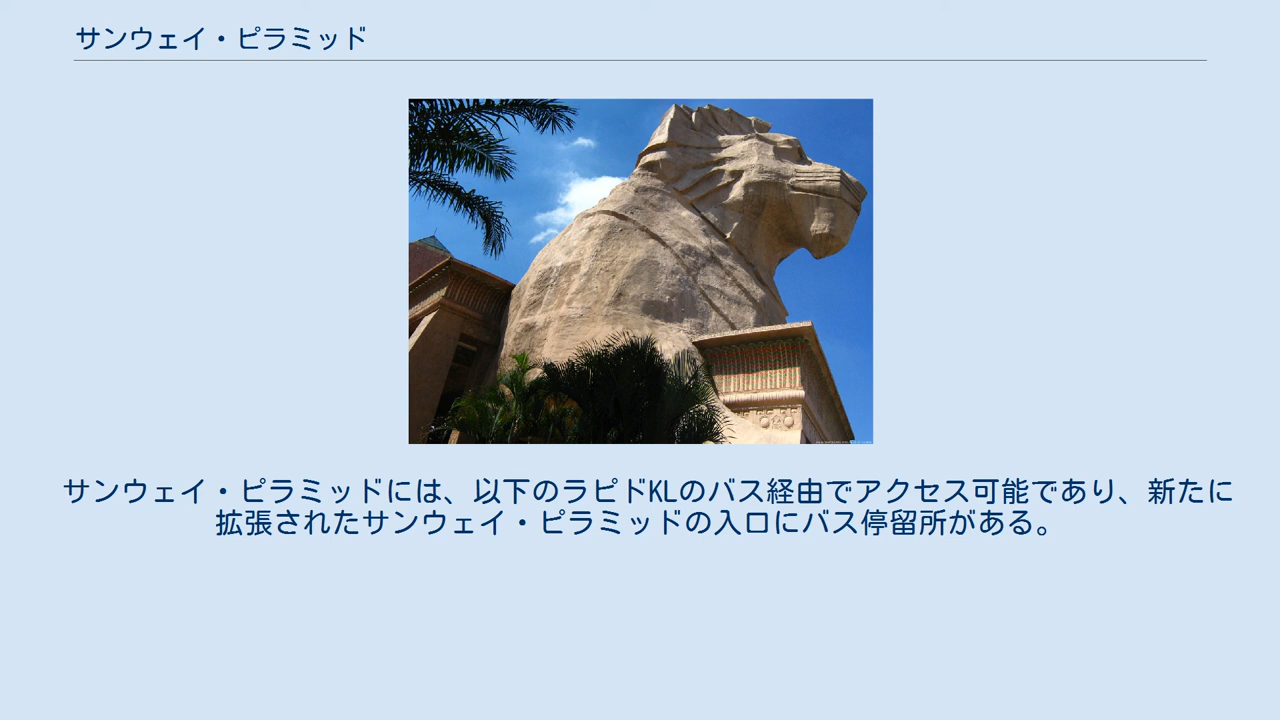 サンウェイ・ピラミッド
サンウェイ・ピラミッドには、以下のラピドKLのバス経由でアクセス可能であり、新たに
拡張されたサンウェイ・ピラミッドの入口にバス停留所がある。